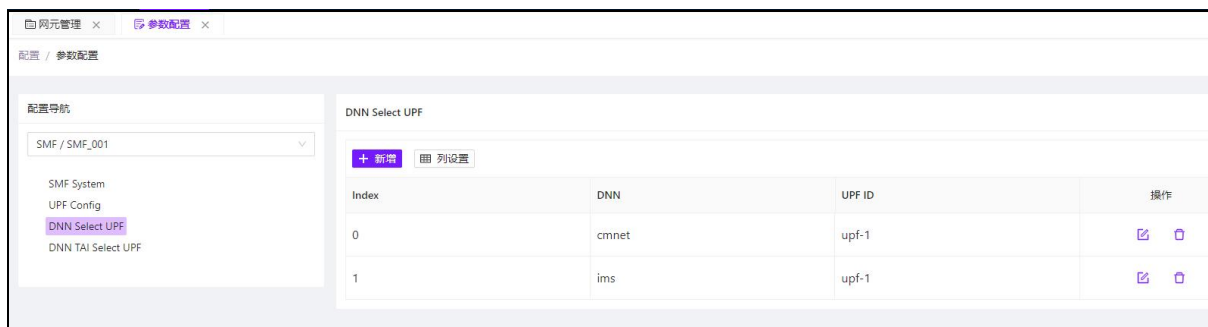 网元管理 参数配置
配置 / 参数配置
配置导航
SMF / SMF_001
SMF System
UPF Config
DNN Select UPF
DNN TAI Select UPF
DNN Select UPF
+ 新增 列设置
Index DNN UPF ID 操作
0 cmnet upf-1
1 ims upf-1